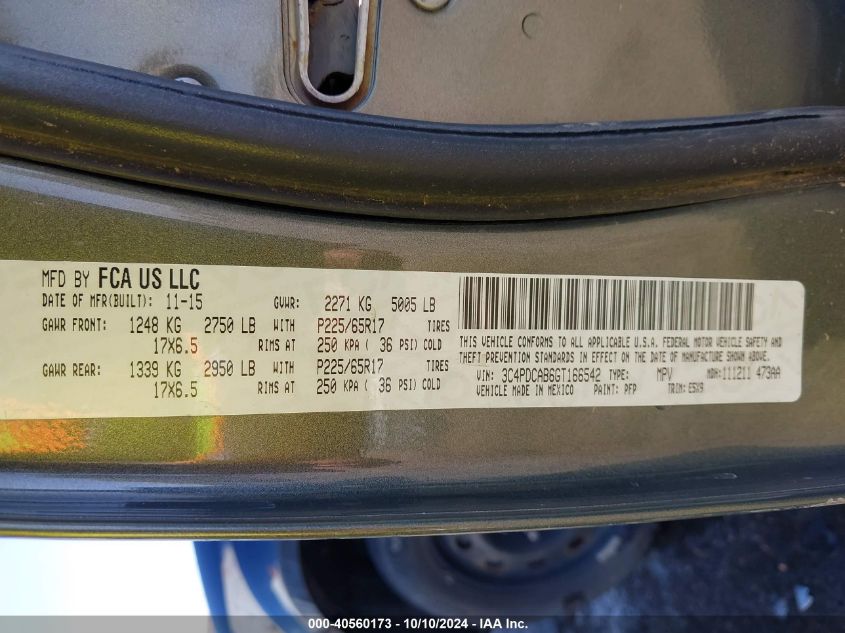 MFD BY FCA US LLC
DATE OF MFR(BUILT): 11-15 GVWR: 2271 KG 5005 LB
GAWR FRONT: 1248 KG 2750 LB WITH P225/65R17 TIRES
17X6.5 RIMS AT 250 KPA ( 36 PSI) COLD
GAWR REAR: 1339 KG 2950 LB WITH P225/65R17 TIRES
17X6.5 RIMS AT 250 KPA ( 36 PSI) COLD
THIS VEHICLE CONFORMS TO ALL APPLICABLE U.S.A. FEDERAL MOTOR VEHICLE SAFETY AND
THEFT PREVENTION STANDARDS IN EFFECT ON THE DATE OF MANUFACTURE SHOWN ABOVE.
VIN: 3C4PDCAB6GT166542 TYPE: MPV MDH: 111211 473AA
VEHICLE MADE IN MEXICO PAINT: PFP TRIM: E5X9
000-40560173 - 10/10/2024 - IAA Inc.